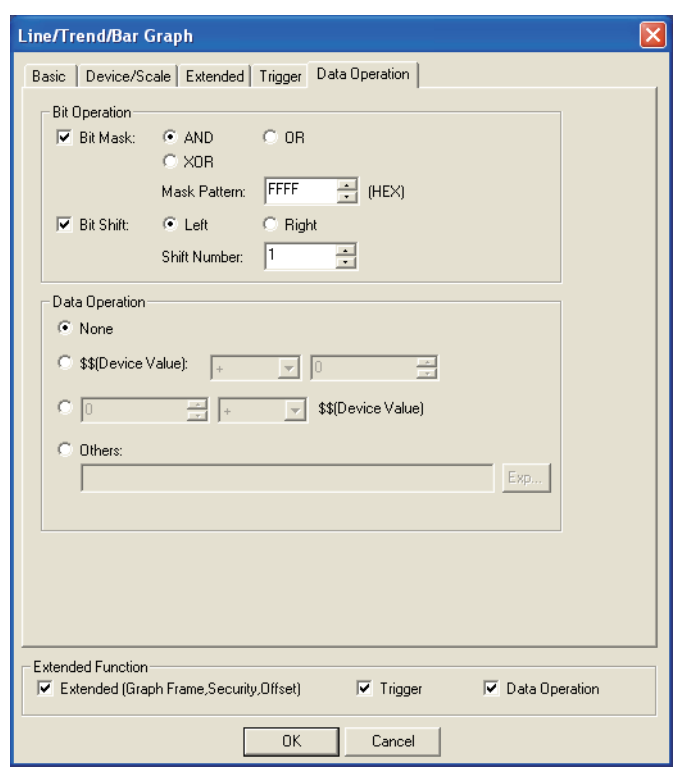 Line/Trend/Bar Graph
Basic Device/Scale Extended Trigger Data Operation
Bit Operation
Bit Mask: AND OR
XOR
Mask Pattern: FFFF (HEX)
Bit Shift: Left Right
Shift Number: 1
Data Operation
None
$$(Device Value): + 0
0 + $$(Device Value)
Others:
Exp...
Extended Function
Extended (Graph Frame,Security,Offset) Trigger Data Operation
OK Cancel